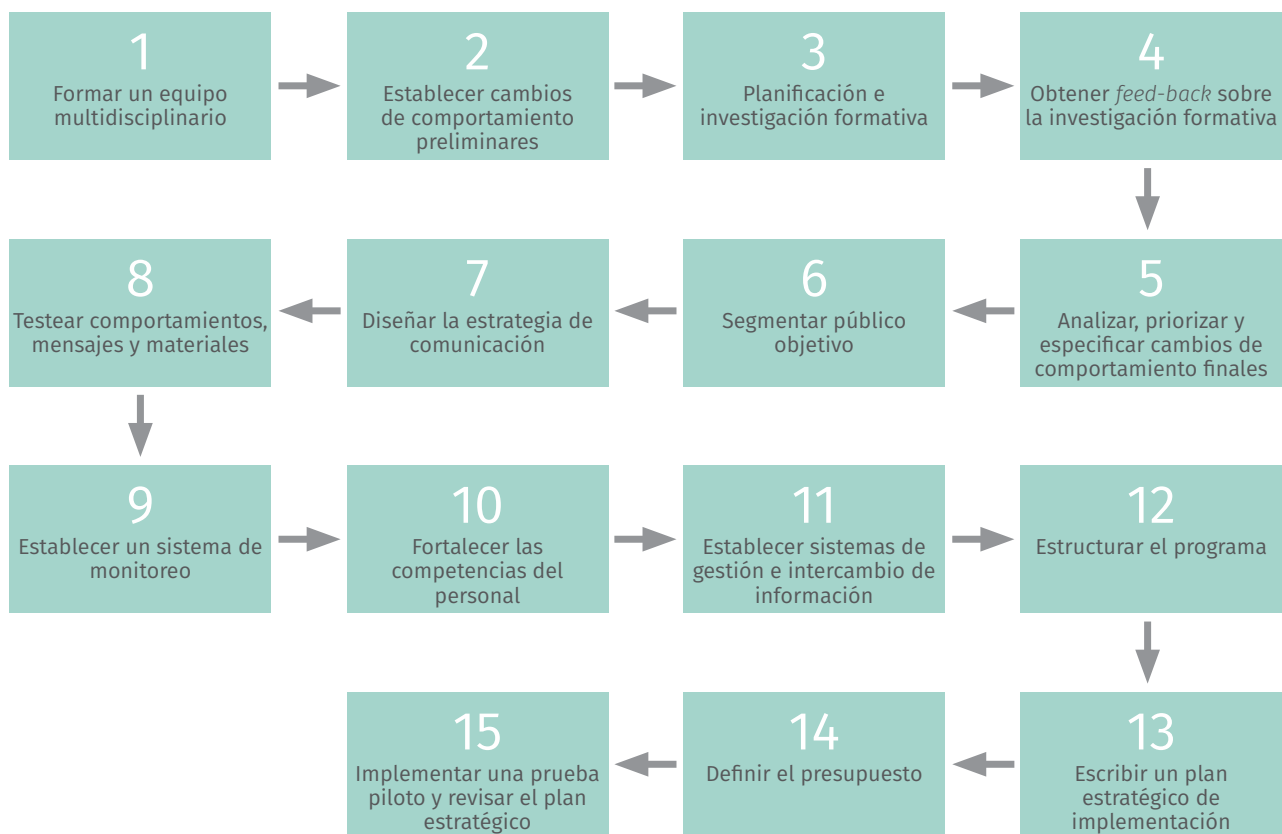 1
Formar un equipo
multidisciplinario
2
Establecer cambios
de comportamiento
preliminares
3
Planificación e
investigación formativa
4
Obtener feed-back sobre
la investigación formativa
5
Analizar, priorizar y
especificar cambios de
comportamiento finales
6
Segmentar público
objetivo
7
Diseñar la estrategia de
comunicación
8
Testear comportamientos,
mensajes y materiales
9
Establecer un sistema de
monitoreo
10
Fortalecer las
competencias del
personal
11
Establecer sistemas de
gestión e intercambio de
información
12
Estructurar el programa
13
Escribir un plan
estratégico de
implementación
14
Definir el presupuesto
15
Implementar una prueba
piloto y revisar el plan
estratégico